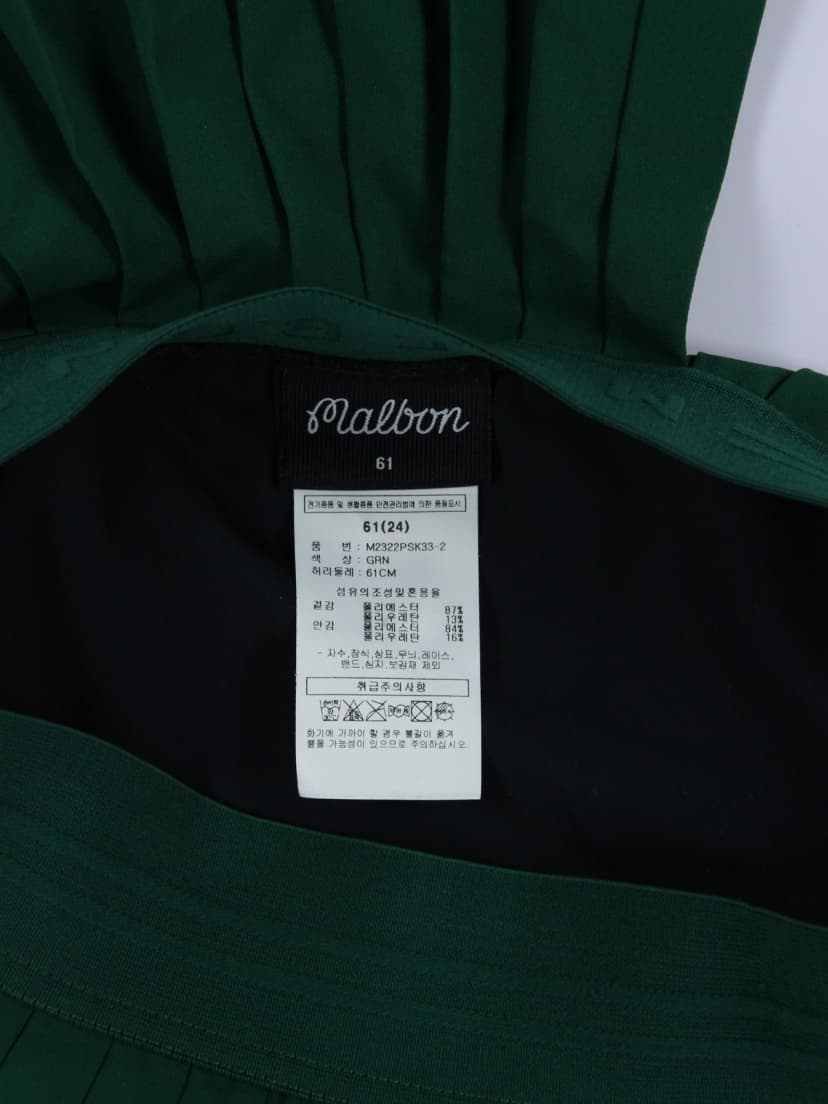 Malbon
61
전기용품 및 생활용품 안전관리법에 의한 품질표시
61(24)
품 번 : M2322PSK33-2
색 상 : GRN
허리둘레 : 61CM
섬유의조성및혼용율
겉감 폴리에스터 87%
폴리우레탄 13%
안감 폴리에스터 84%
폴리우레탄 16%
- 자수,장식,상표,무늬,레이스,
밴드,심지,보강재 제외
취급주의사항
화기에 가까이 할 경우 불길이 옮겨
붙을 가능성이 있으므로 주의하십시오.